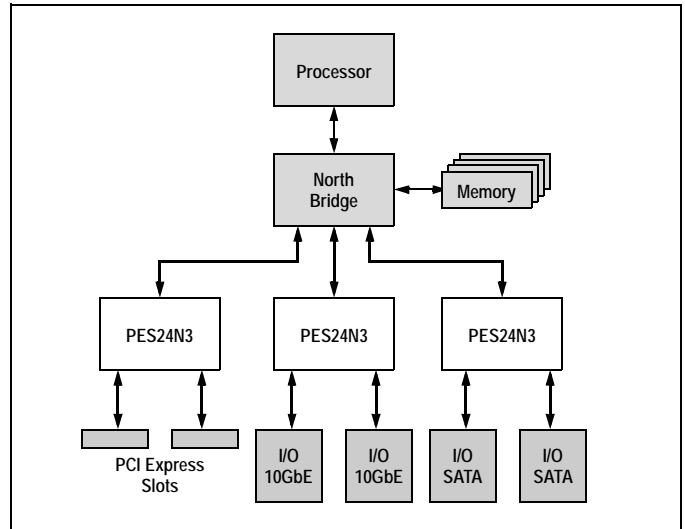 Processor
North
Bridge
Memory
PES24N3
PES24N3
PES24N3
PCI Express
Slots
I/O
10GbE
I/O
10GbE
I/O
SATA
I/O
SATA